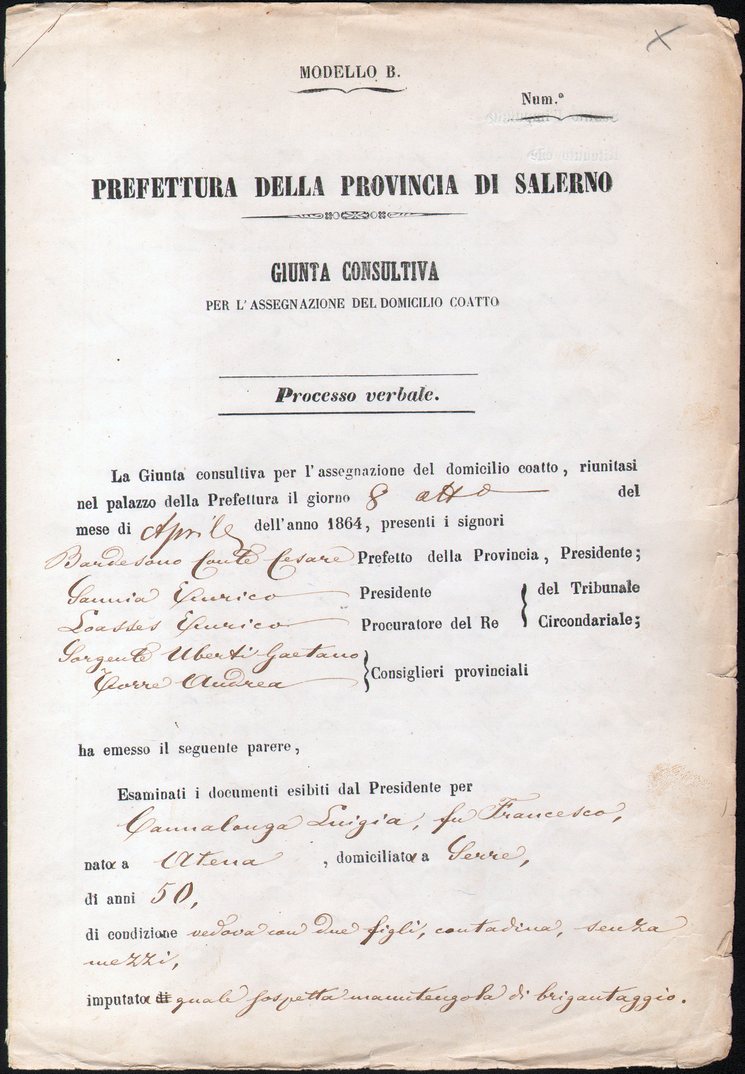 MODELLO B.
Num.°
PREFETTURA DELLA PROVINCIA DI SALERNO
GIUNTA CONSULTIVA
PER L'ASSEGNAZIONE DEL DOMICILIO COATTO
Processo verbale.
La Giunta consultiva per l'assegnazione del domicilio coatto, riunitasi
nel palazzo della Prefettura il giorno 8 otto del
mese di Aprile dell'anno 1864, presenti i signori
Bardesono Conte Cesare Prefetto della Provincia, Presidente;
Sannia Enrico Presidente del Tribunale
Loasses Enrico Procuratore del Re Circondariale;
Sorgente Uberti Gaetano
Torre Andrea Consiglieri provinciali
ha emesso il seguente parere,
Esaminati i documenti esibiti dal Presidente per
Cannalonga Luigia, fu Francesco,
nata a Atena, domiciliata a Serre,
di anni 50,
di condizione vedova con due figli, contadina, senza
mezzi,
imputata di quale sospetta manutengola di brigantaggio.